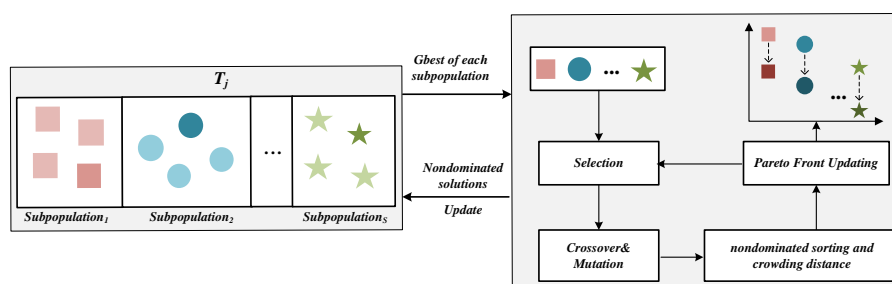 T_j
...
Subpopulation_1
Subpopulation_2
Subpopulation_S
Gbest of each
subpopulation
Nondominated
solutions
Update
...
...
Selection
Pareto Front Updating
Crossover&
Mutation
nondominated sorting and
crowding distance